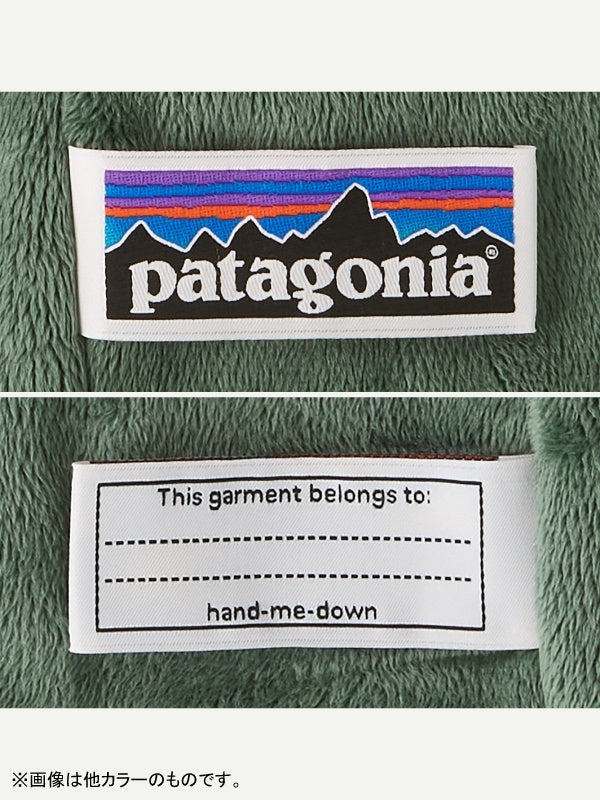 patagonia®
This garment belongs to:
hand-me-down
※画像は他カラーのものです。